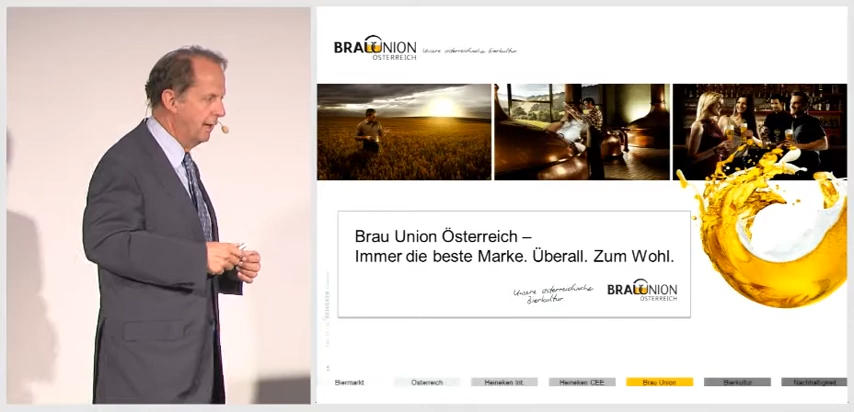 BRAU UNION
ÖSTERREICH
Unsere österreichische Bierkultur
Brau Union Österreich –
Immer die beste Marke. Überall. Zum Wohl.
Unsere österreichische
Bierkultur
BRAU UNION
ÖSTERREICH
Biermarkt
Österreich
Heineken Int.
Heineken CEE
Brau Union
Bierkultur
Nachhaltigkeit